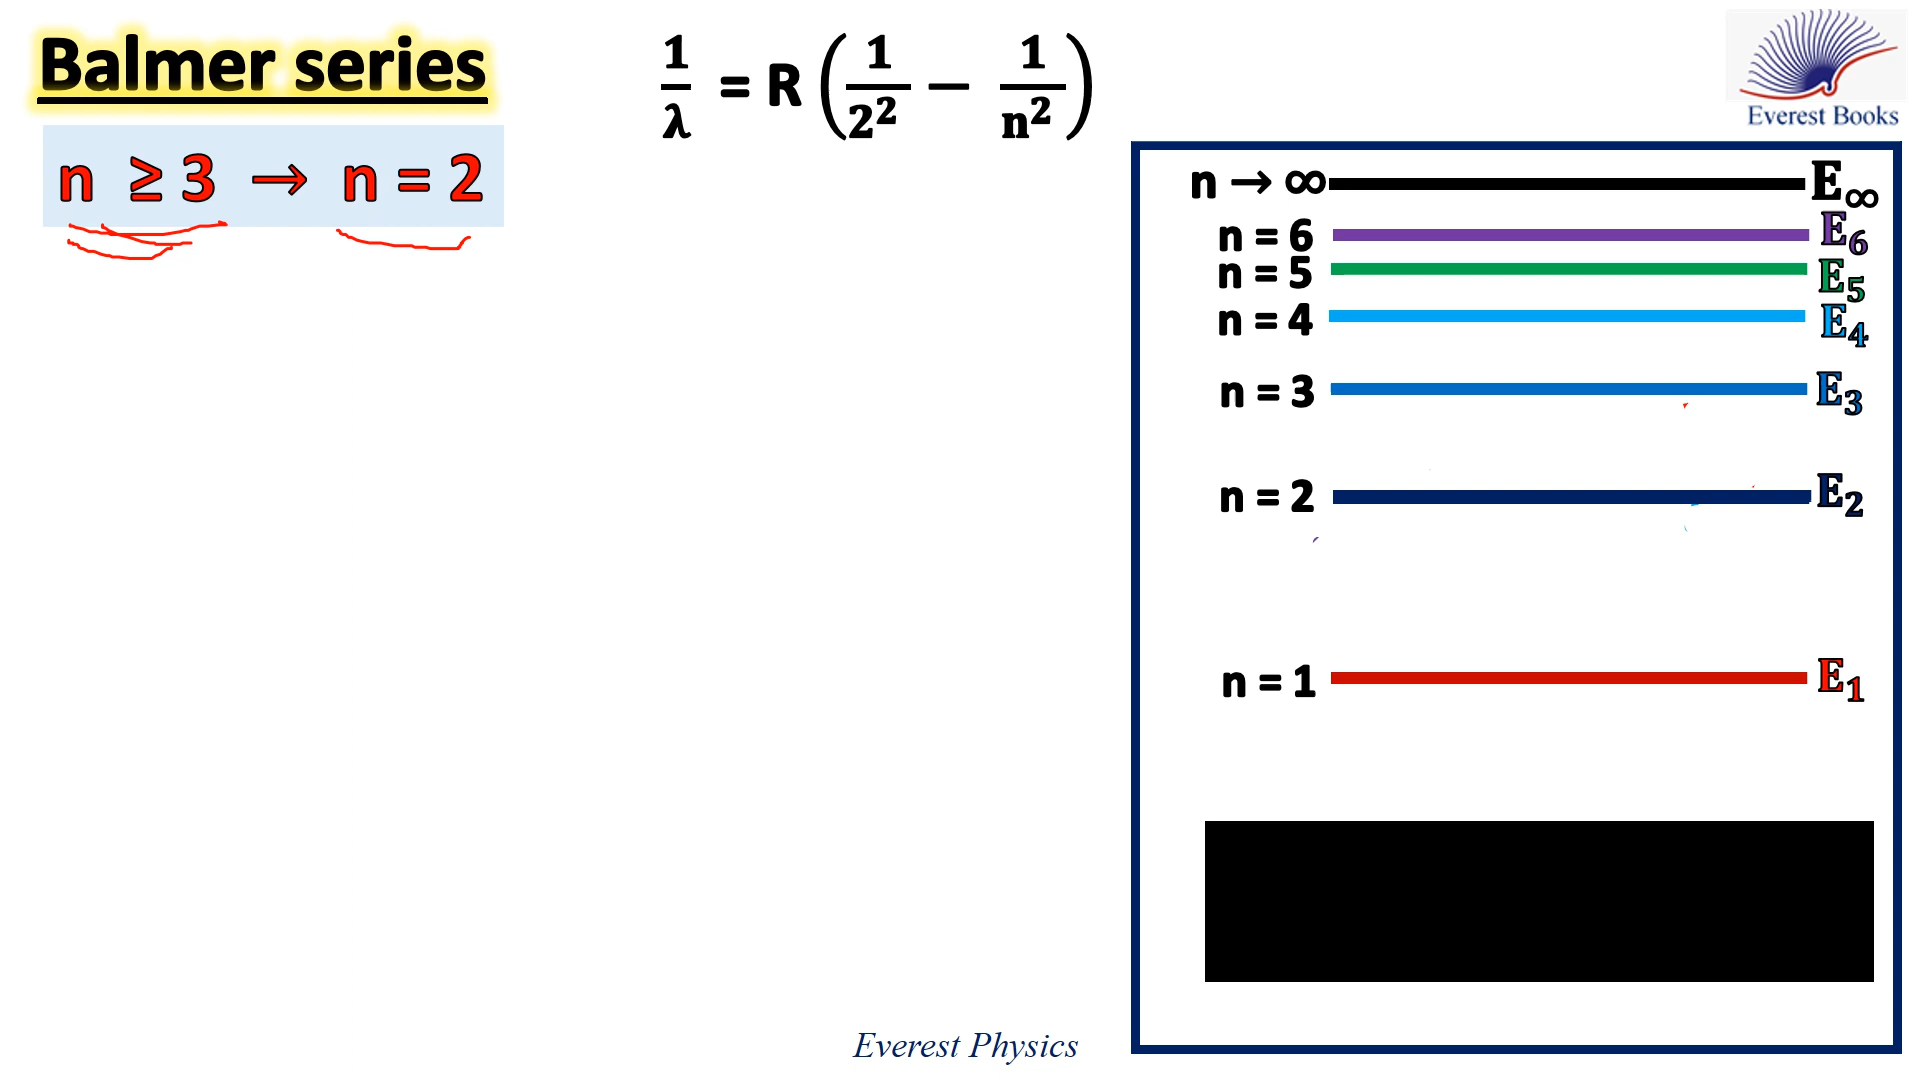 Balmer series
1/λ = R (1/2² − 1/n²)
Everest Books
n ≥ 3 → n = 2
n → ∞ E∞
n = 6 E₆
n = 5 E₅
n = 4 E₄
n = 3 E₃
n = 2 E₂
n = 1 E₁
Everest Physics